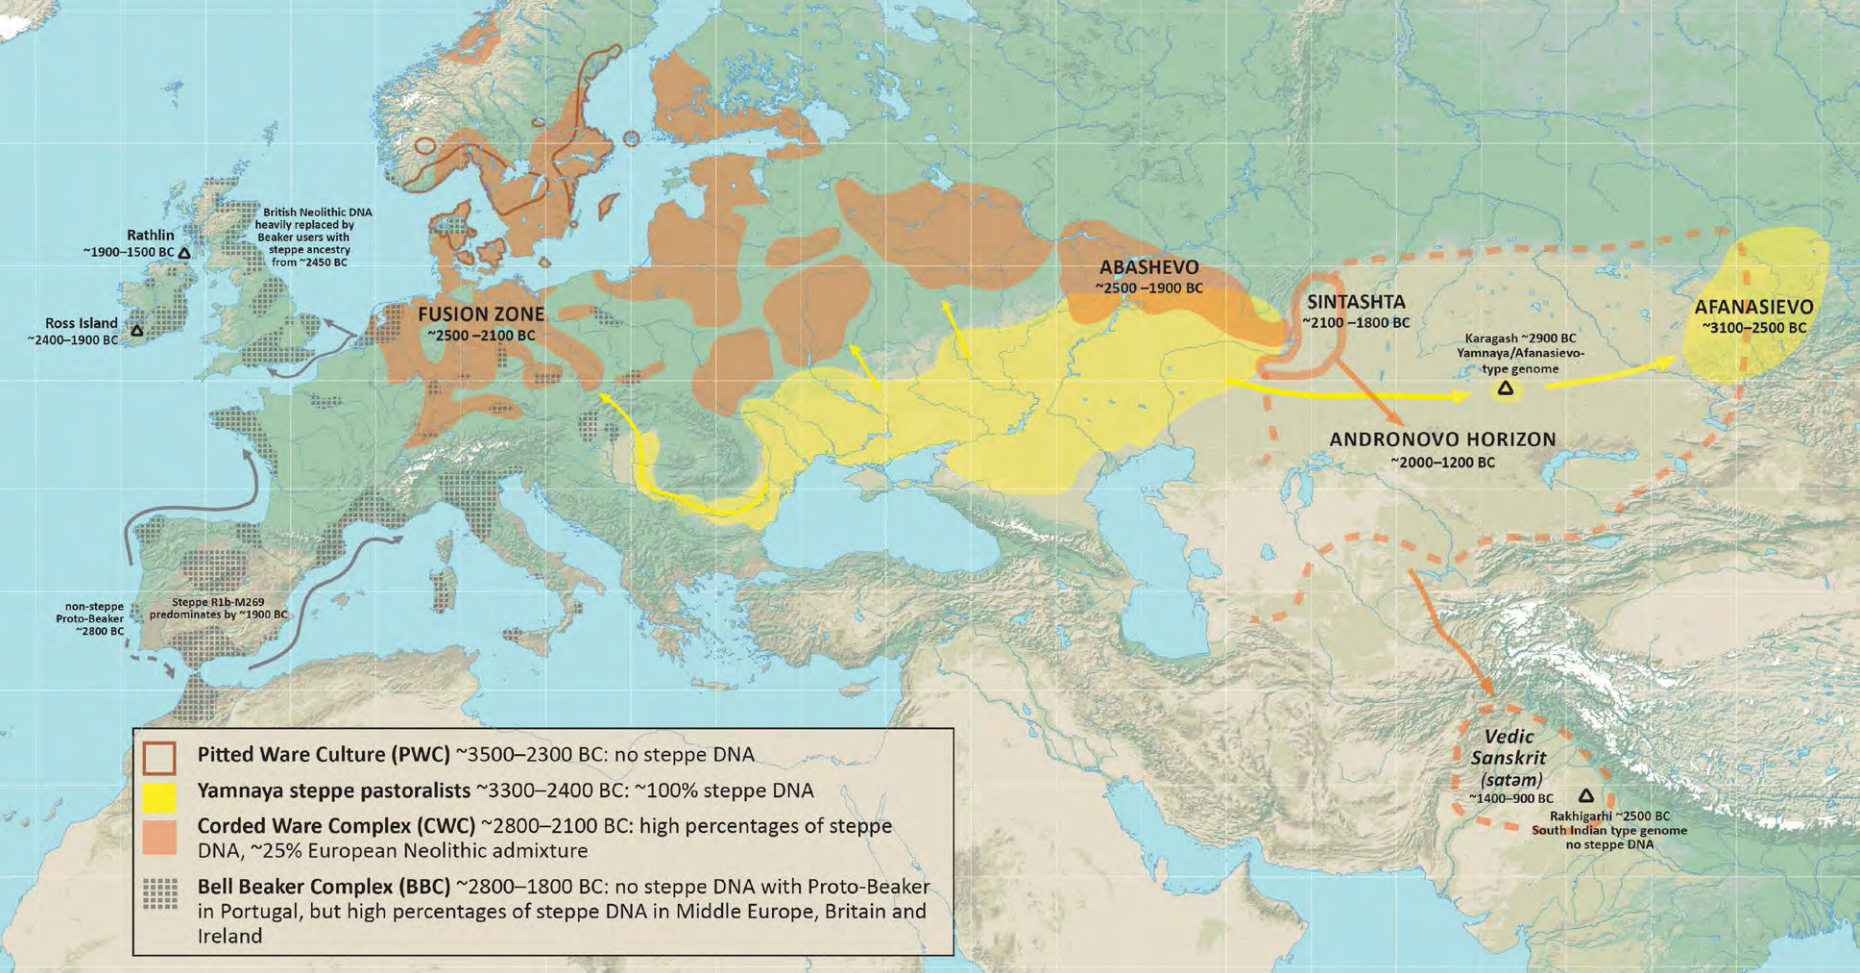 Rathlin
~1900–1500 BC
British Neolithic DNA
heavily replaced by
Beaker users with
steppe ancestry
from ~2450 BC
Ross Island
~2400–1900 BC
FUSION ZONE
~2500 –2100 BC
ABASHEVO
~2500 –1900 BC
SINTASHTA
~2100 –1800 BC
AFANASIEVO
~3100–2500 BC
Karagash ~2900 BC
Yamnaya/Afanasievo-
type genome
ANDRONOVO HORIZON
~2000–1200 BC
non-steppe
Proto-Beaker
~2800 BC
Steppe R1b-M269
predominates by ~1900 BC
Vedic
Sanskrit
(satəm)
~1400–900 BC
Rakhigarhi ~2500 BC
South Indian type genome
no steppe DNA
Pitted Ware Culture (PWC) ~3500–2300 BC: no steppe DNA
Yamnaya steppe pastoralists ~3300–2400 BC: ~100% steppe DNA
Corded Ware Complex (CWC) ~2800–2100 BC: high percentages of steppe
DNA, ~25% European Neolithic admixture
Bell Beaker Complex (BBC) ~2800–1800 BC: no steppe DNA with Proto-Beaker
in Portugal, but high percentages of steppe DNA in Middle Europe, Britain and
Ireland